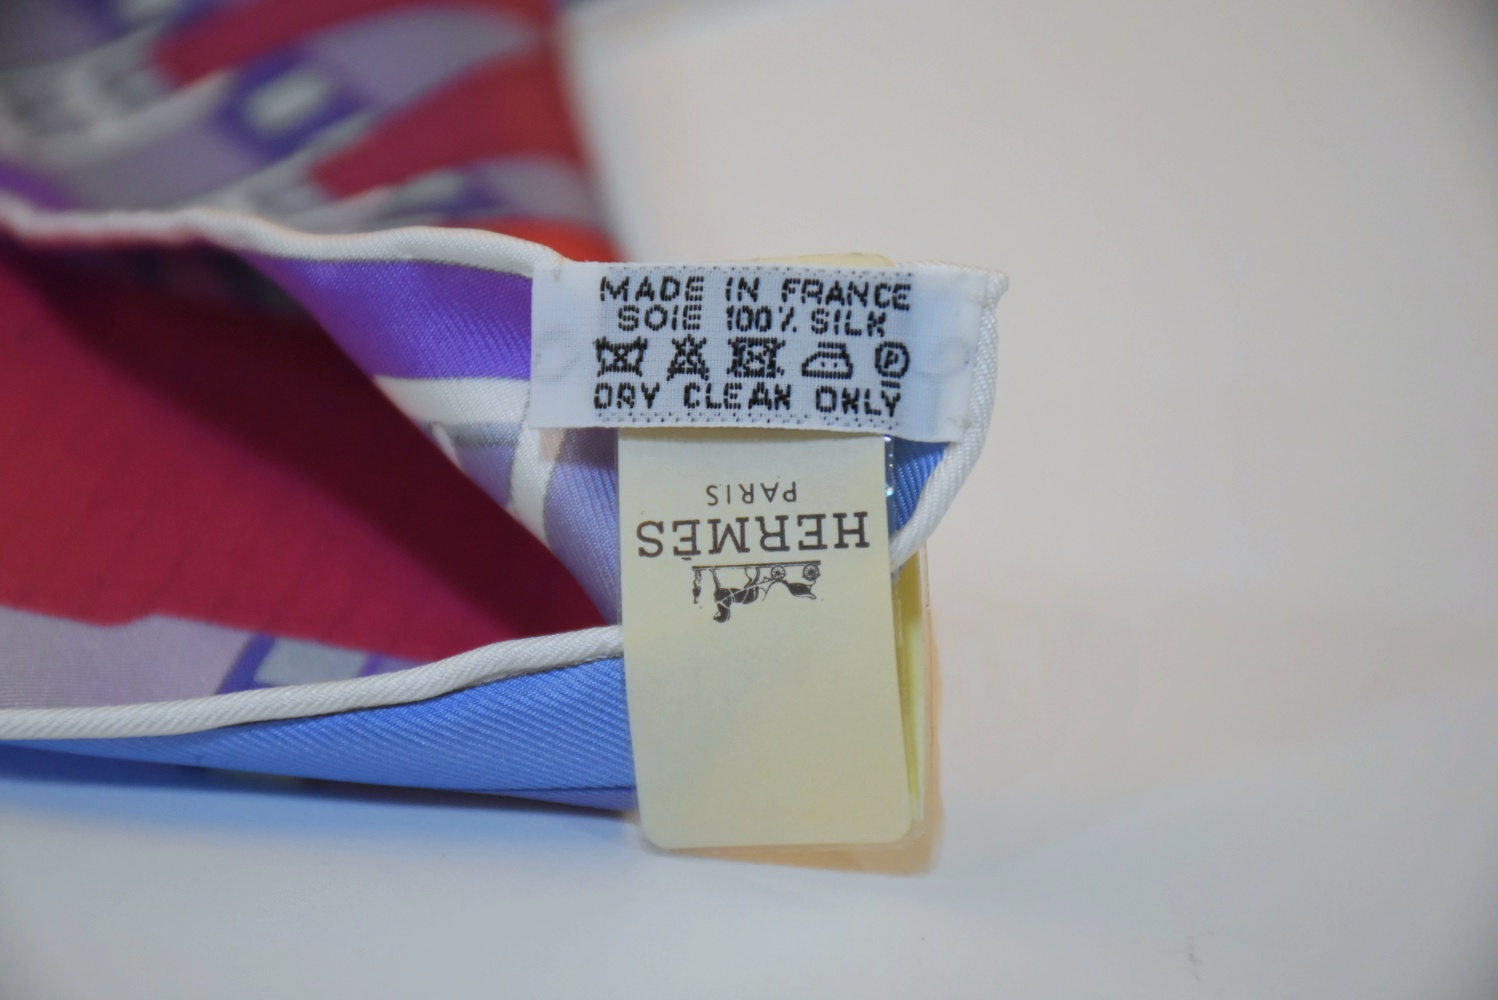 MADE IN FRANCE
SOIE 100% SILK
DRY CLEAN ONLY
HERMÈS
PARIS